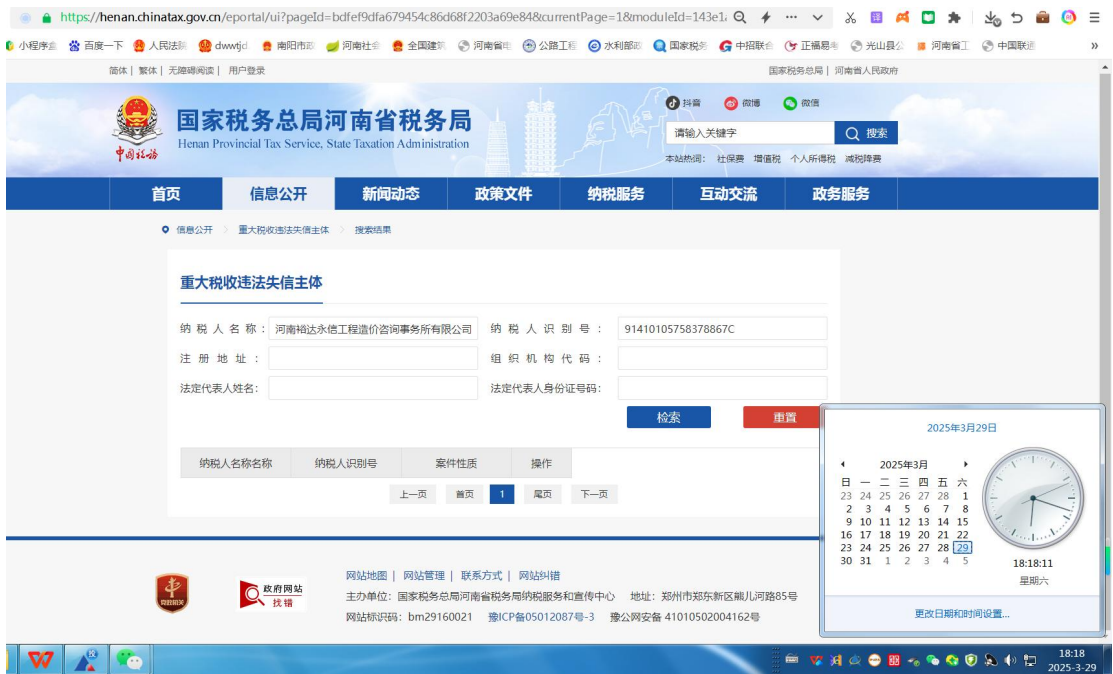 https://henan.chinatax.gov.cn/eportal/ui?pageId=bdfef9dfa679454c86d68f2203a69e84&currentPage=1&moduleId=143e1
小程序 百度一下 人民法院 dwwtjd 南阳市政 河南社会 全国建筑 河南省电 公路工程 水利部政 国家税务 中招联合 正福易考 光山县公 河南省工 中国联通 »
简体 | 繁体 | 无障碍阅读 | 用户登录 国家税务总局 | 河南省人民政府
国家税务总局河南省税务局
Henan Provincial Tax Service, State Taxation Administration
中国税务
抖音 微博 微信
请输入关键字 搜索
本站热词： 社保费 增值税 个人所得税 减税降费
首页 信息公开 新闻动态 政策文件 纳税服务 互动交流 政务服务
信息公开 > 重大税收违法失信主体 > 搜索结果
重大税收违法失信主体
纳税人名称： 河南裕达永信工程造价咨询事务所有限公司 纳税人识别号： 91410105758378867C
注册地址： 组织机构代码：
法定代表人姓名： 法定代表人身份证号码：
检索 重置
纳税人名称名称 纳税人识别号 案件性质 操作
上一页 首页 1 尾页 下一页
2025年3月29日
2025年3月
日 一 二 三 四 五 六
23 24 25 26 27 28 1
2 3 4 5 6 7 8
9 10 11 12 13 14 15
16 17 18 19 20 21 22
23 24 25 26 27 28 29
30 31 1 2 3 4 5
18:18:11
星期六
更改日期和时间设置...
党政机关
政府网站
找错
网站地图 | 网站管理 | 联系方式 | 网站纠错
主办单位：国家税务总局河南省税务局纳税服务和宣传中心 地址：郑州市郑东新区熊儿河路85号
网站标识码：bm29160021 豫ICP备05012087号-3 豫公网安备 41010502004162号
18:18
2025-3-29